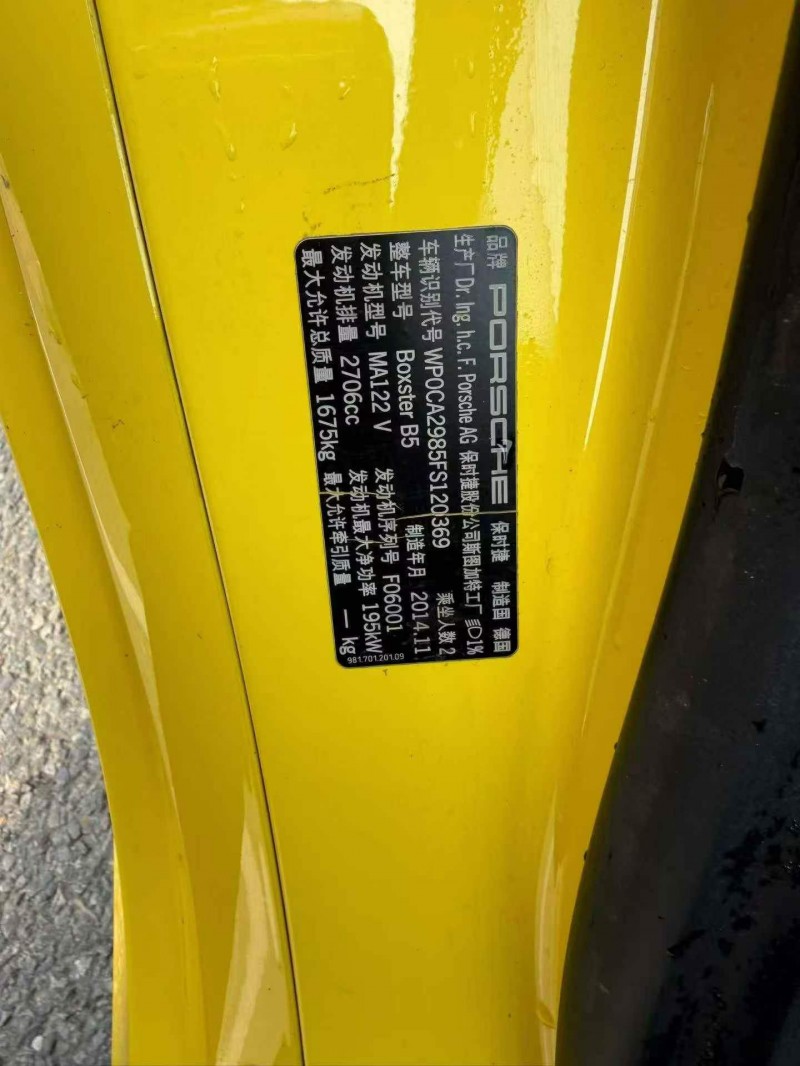 品牌 PORSCHE 保时捷 制造国 德国
生产厂 Dr. Ing. h.c. F. Porsche AG 保时捷股份公司斯图加特工厂 1%
车辆识别代号 WP0CA2985FS120369 乘坐人数 2
整车型号 Boxster B5 制造年月 2014.11
发动机型号 MA122 V 发动机序列号 F06001
发动机排量 2706cc 发动机最大净功率 195kW
最大允许总质量 1675kg 最大允许牵引质量 — kg
981.701.201.09